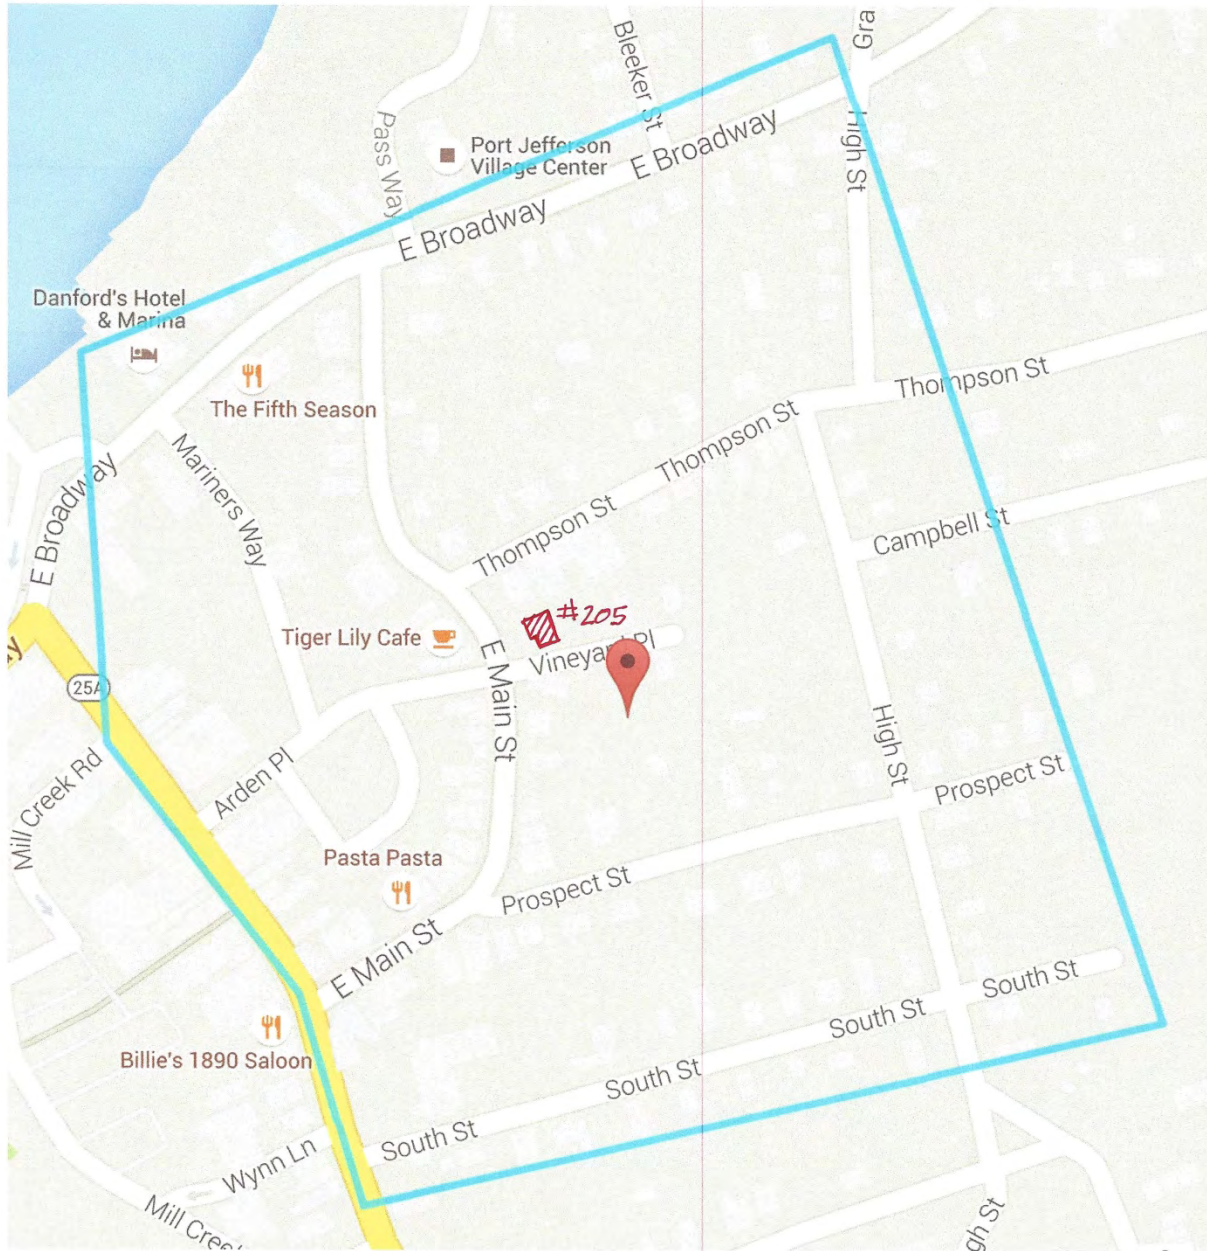 Gra
Bleeker St
Pass Way
Port Jefferson
Village Center
E Broadway
High St
E Broadway
Danford's Hotel
& Marina
The Fifth Season
Thompson St
Thompson St
Mariners Way
E Broadway
Thompson St
Campbell St
#205
Tiger Lily Cafe
Vineyard Pl
E Main St
25A
High St
Mill Creek Rd
Arden Pl
Prospect St
Pasta Pasta
Prospect St
E Main St
South St
South St
Billie's 1890 Saloon
South St
South St
Wynn Ln
Mill Cree
gh St